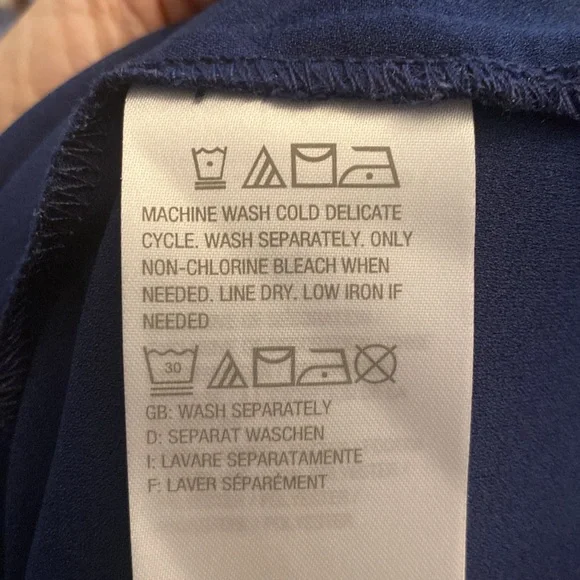 MACHINE WASH COLD DELICATE
CYCLE. WASH SEPARATELY. ONLY
NON-CHLORINE BLEACH WHEN
NEEDED. LINE DRY. LOW IRON IF
NEEDED
30
GB: WASH SEPARATELY
D: SEPARAT WASCHEN
I: LAVARE SEPARATAMENTE
F: LAVER SÉPARÉMENT